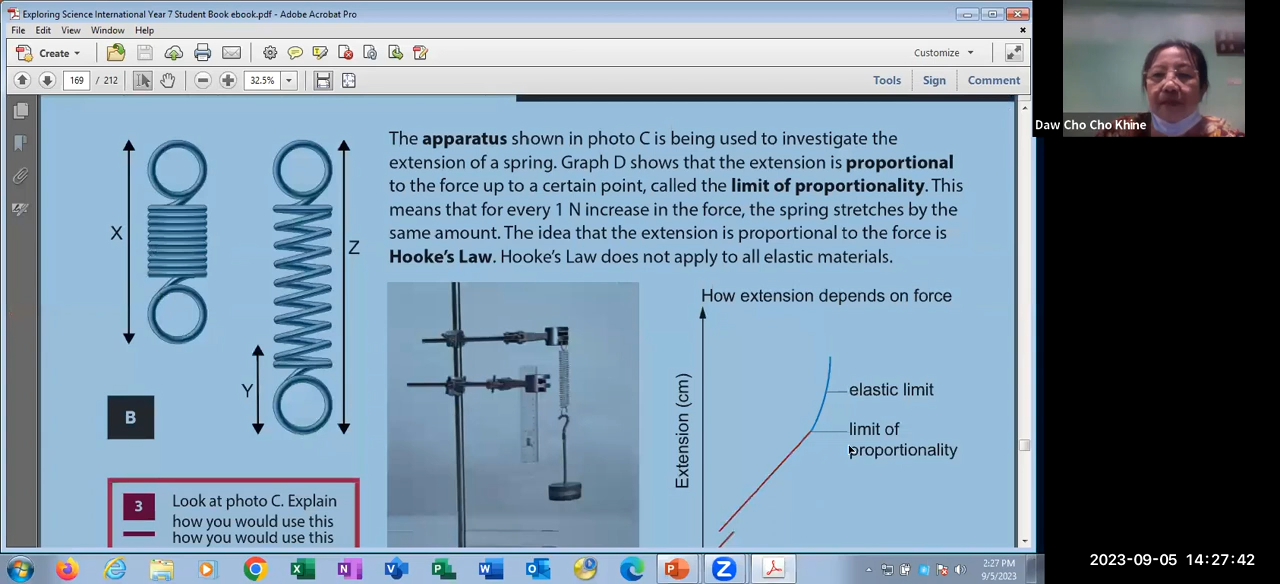 Exploring Science International Year 7 Student Book ebook.pdf - Adobe Acrobat Pro
File Edit View Window Help
Create
Customize
169 / 212
32.5%
Tools Sign Comment
Daw Cho Cho Khine
The apparatus shown in photo C is being used to investigate the
extension of a spring. Graph D shows that the extension is proportional
to the force up to a certain point, called the limit of proportionality. This
means that for every 1 N increase in the force, the spring stretches by the
same amount. The idea that the extension is proportional to the force is
Hooke's Law. Hooke's Law does not apply to all elastic materials.
X
Z
Y
B
How extension depends on force
Extension (cm)
elastic limit
limit of
proportionality
3
Look at photo C. Explain
how you would use this
how you would use this
2:27 PM
9/5/2023
2023-09-05 14:27:42